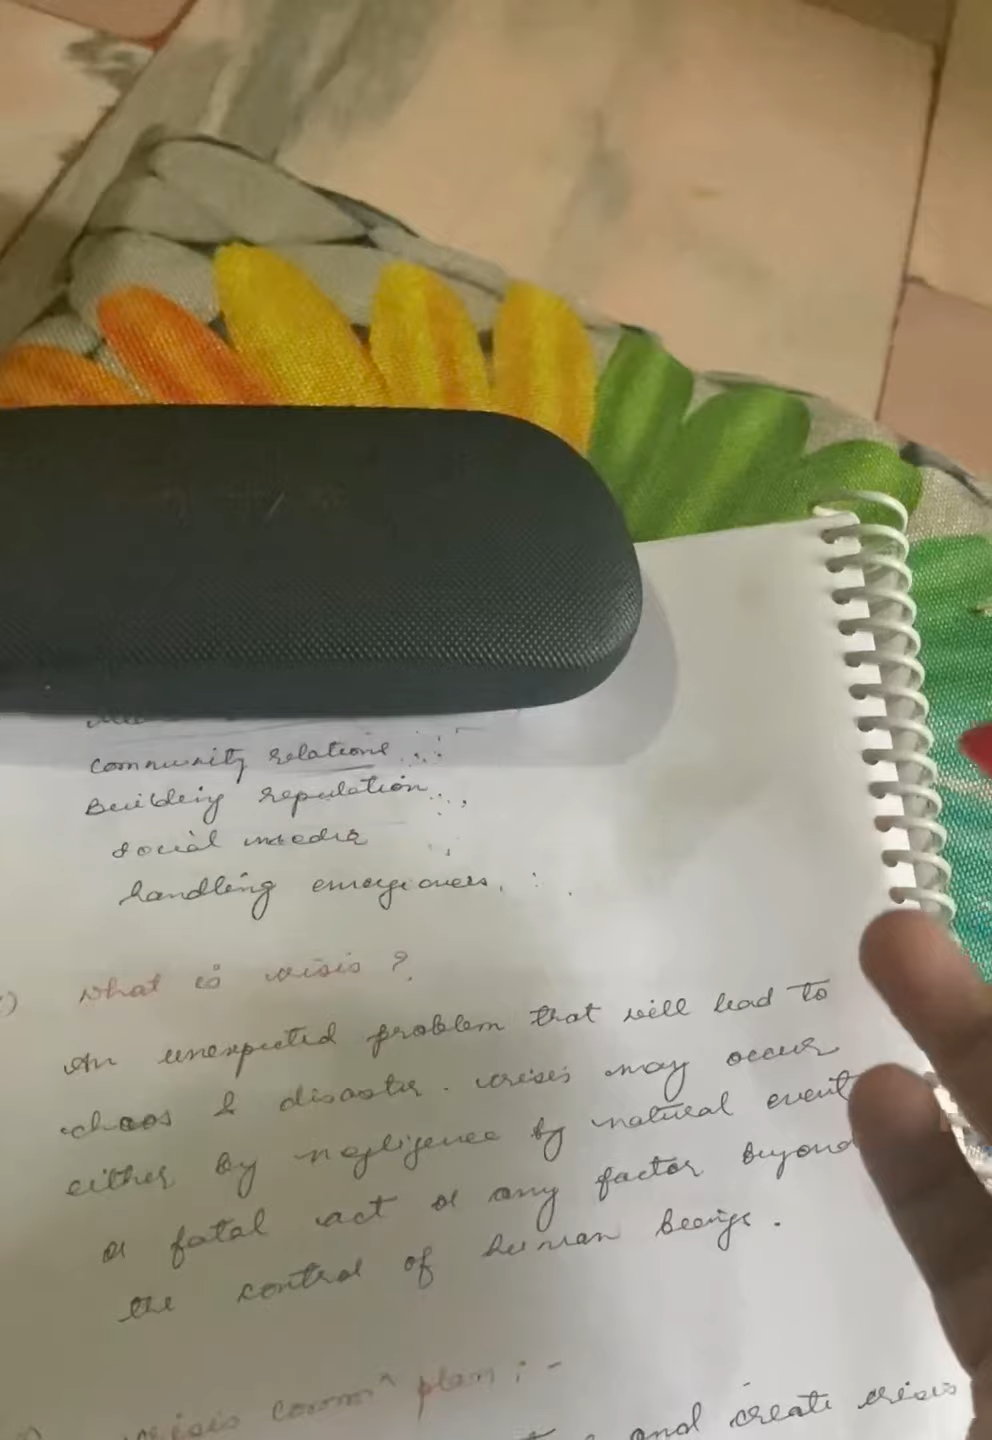 community relations
Building reputation
social media
handling
What is crisis ?
An unexpected problem that will lead to
chaos & disaster. crisis may occur
either by negligence by natural event
or fatal act or any factor beyond
the control of human beings.
crisis comm^n plan ; -
and create crisis